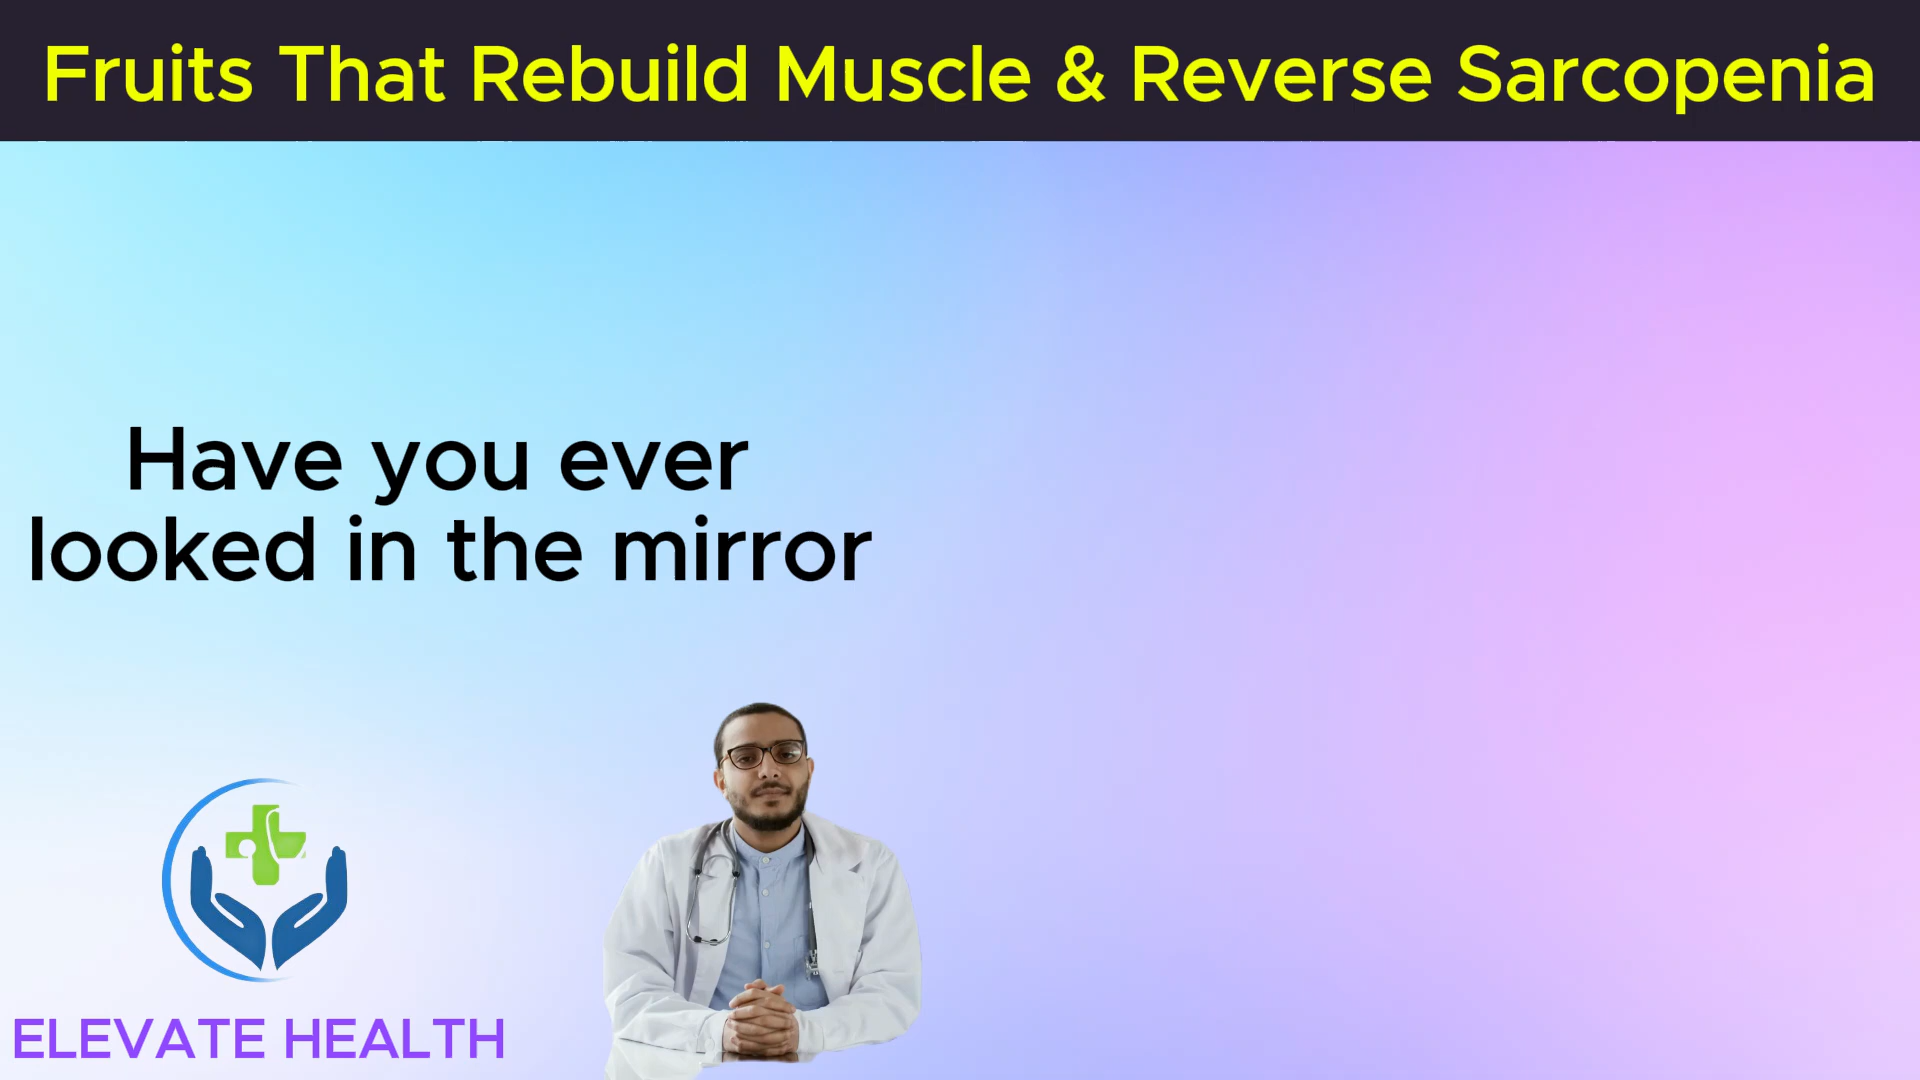 Fruits That Rebuild Muscle & Reverse Sarcopenia
Have you ever
looked in the mirror
ELEVATE HEALTH